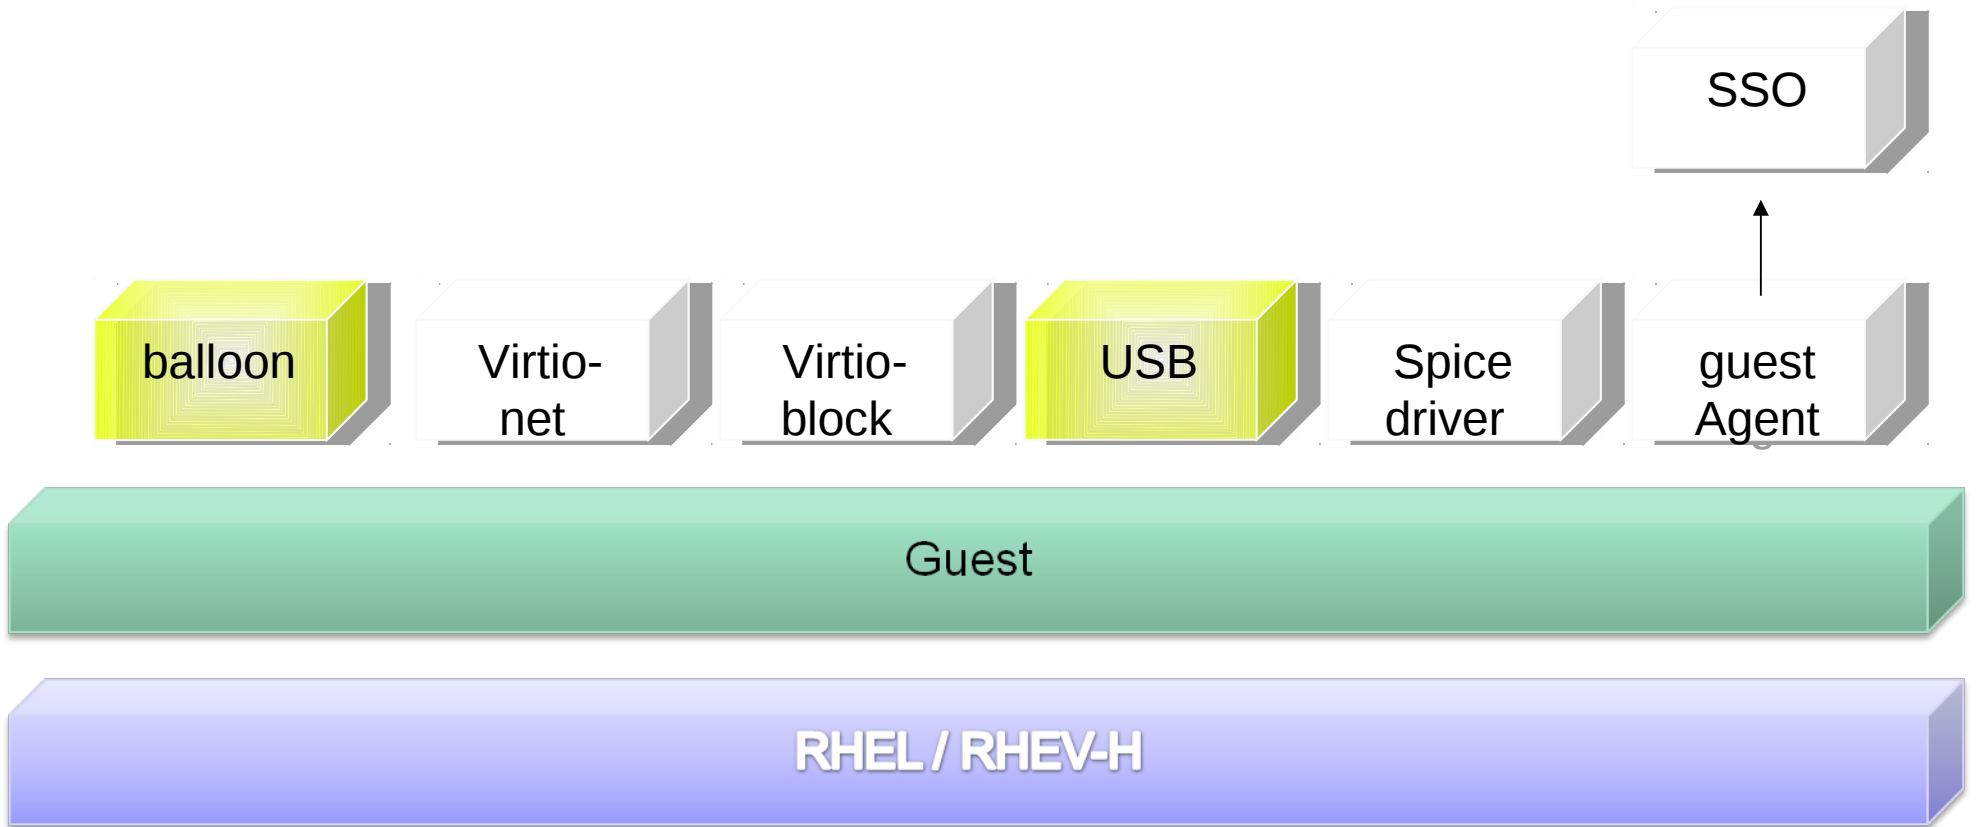 SSO
balloon
Virtio-
net
Virtio-
block
USB
Spice
driver
guest
Agent
Guest
RHEL / RHEV-H